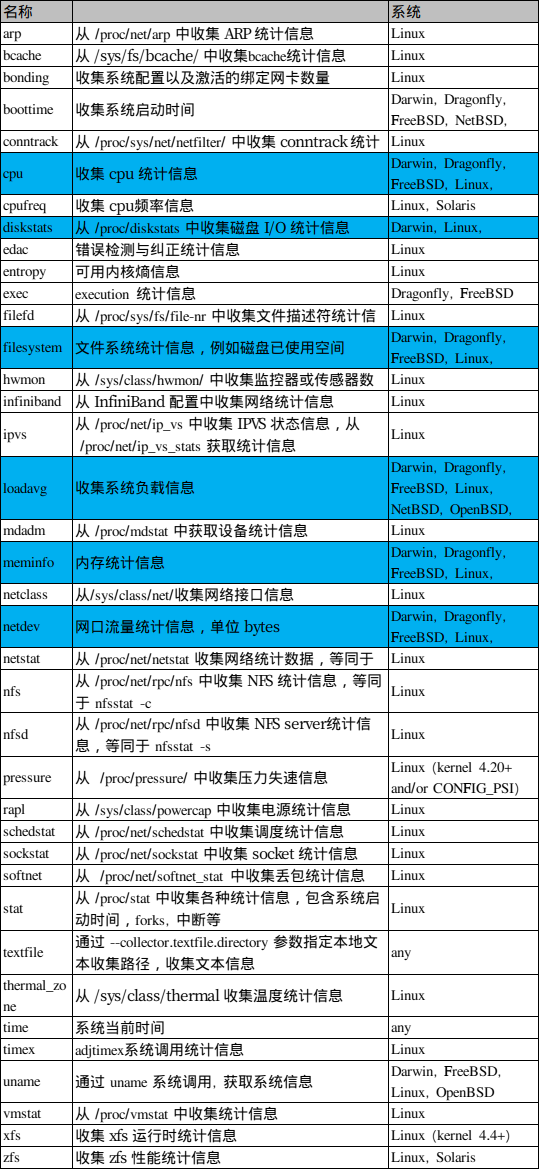 名称 系统
arp 从 /proc/net/arp 中收集 ARP 统计信息 Linux
bcache 从 /sys/fs/bcache/ 中收集bcache统计信息 Linux
bonding 收集系统配置以及激活的绑定网卡数量 Linux
boottime 收集系统启动时间 Darwin, Dragonfly,
FreeBSD, NetBSD,
conntrack 从 /proc/sys/net/netfilter/ 中收集 conntrack 统计 Linux
cpu 收集 cpu 统计信息 Darwin, Dragonfly,
FreeBSD, Linux,
cpufreq 收集 cpu频率信息 Linux, Solaris
diskstats 从 /proc/diskstats 中收集磁盘 I/O 统计信息 Darwin, Linux,
edac 错误检测与纠正统计信息 Linux
entropy 可用内核熵信息 Linux
exec execution 统计信息 Dragonfly, FreeBSD
filefd 从 /proc/sys/fs/file-nr 中收集文件描述符统计信 Linux
filesystem 文件系统统计信息，例如磁盘已使用空间 Darwin, Dragonfly,
FreeBSD, Linux,
hwmon 从 /sys/class/hwmon/ 中收集监控器或传感器数 Linux
infiniband 从 InfiniBand 配置中收集网络统计信息 Linux
ipvs 从 /proc/net/ip_vs 中收集 IPVS 状态信息，从
/proc/net/ip_vs_stats 获取统计信息 Linux
loadavg 收集系统负载信息 Darwin, Dragonfly,
FreeBSD, Linux,
NetBSD, OpenBSD,
mdadm 从 /proc/mdstat 中获取设备统计信息 Linux
meminfo 内存统计信息 Darwin, Dragonfly,
FreeBSD, Linux,
netclass 从/sys/class/net/收集网络接口信息 Linux
netdev 网口流量统计信息，单位 bytes Darwin, Dragonfly,
FreeBSD, Linux,
netstat 从 /proc/net/netstat 收集网络统计数据，等同于 Linux
nfs 从 /proc/net/rpc/nfs 中收集 NFS 统计信息，等同
于 nfsstat -c Linux
nfsd 从 /proc/net/rpc/nfsd 中收集 NFS server统计信
息，等同于 nfsstat -s Linux
pressure 从 /proc/pressure/ 中收集压力失速信息 Linux (kernel 4.20+
and/or CONFIG_PSI)
rapl 从 /sys/class/powercap 中收集电源统计信息 Linux
schedstat 从 /proc/net/schedstat 中收集调度统计信息 Linux
sockstat 从 /proc/net/sockstat 中收集 socket 统计信息 Linux
softnet 从 /proc/net/softnet_stat 中收集丢包统计信息 Linux
stat 从 /proc/stat 中收集各种统计信息，包含系统启
动时间，forks, 中断等 Linux
textfile 通过 --collector.textfile.directory 参数指定本地文
本收集路径，收集文本信息 any
thermal_zo
ne 从 /sys/class/thermal 收集温度统计信息 Linux
time 系统当前时间 any
timex adjtimex系统调用统计信息 Linux
uname 通过 uname 系统调用, 获取系统信息 Darwin, FreeBSD,
Linux, OpenBSD
vmstat 从 /proc/vmstat 中收集统计信息 Linux
xfs 收集 xfs 运行时统计信息 Linux (kernel 4.4+)
zfs 收集 zfs 性能统计信息 Linux, Solaris